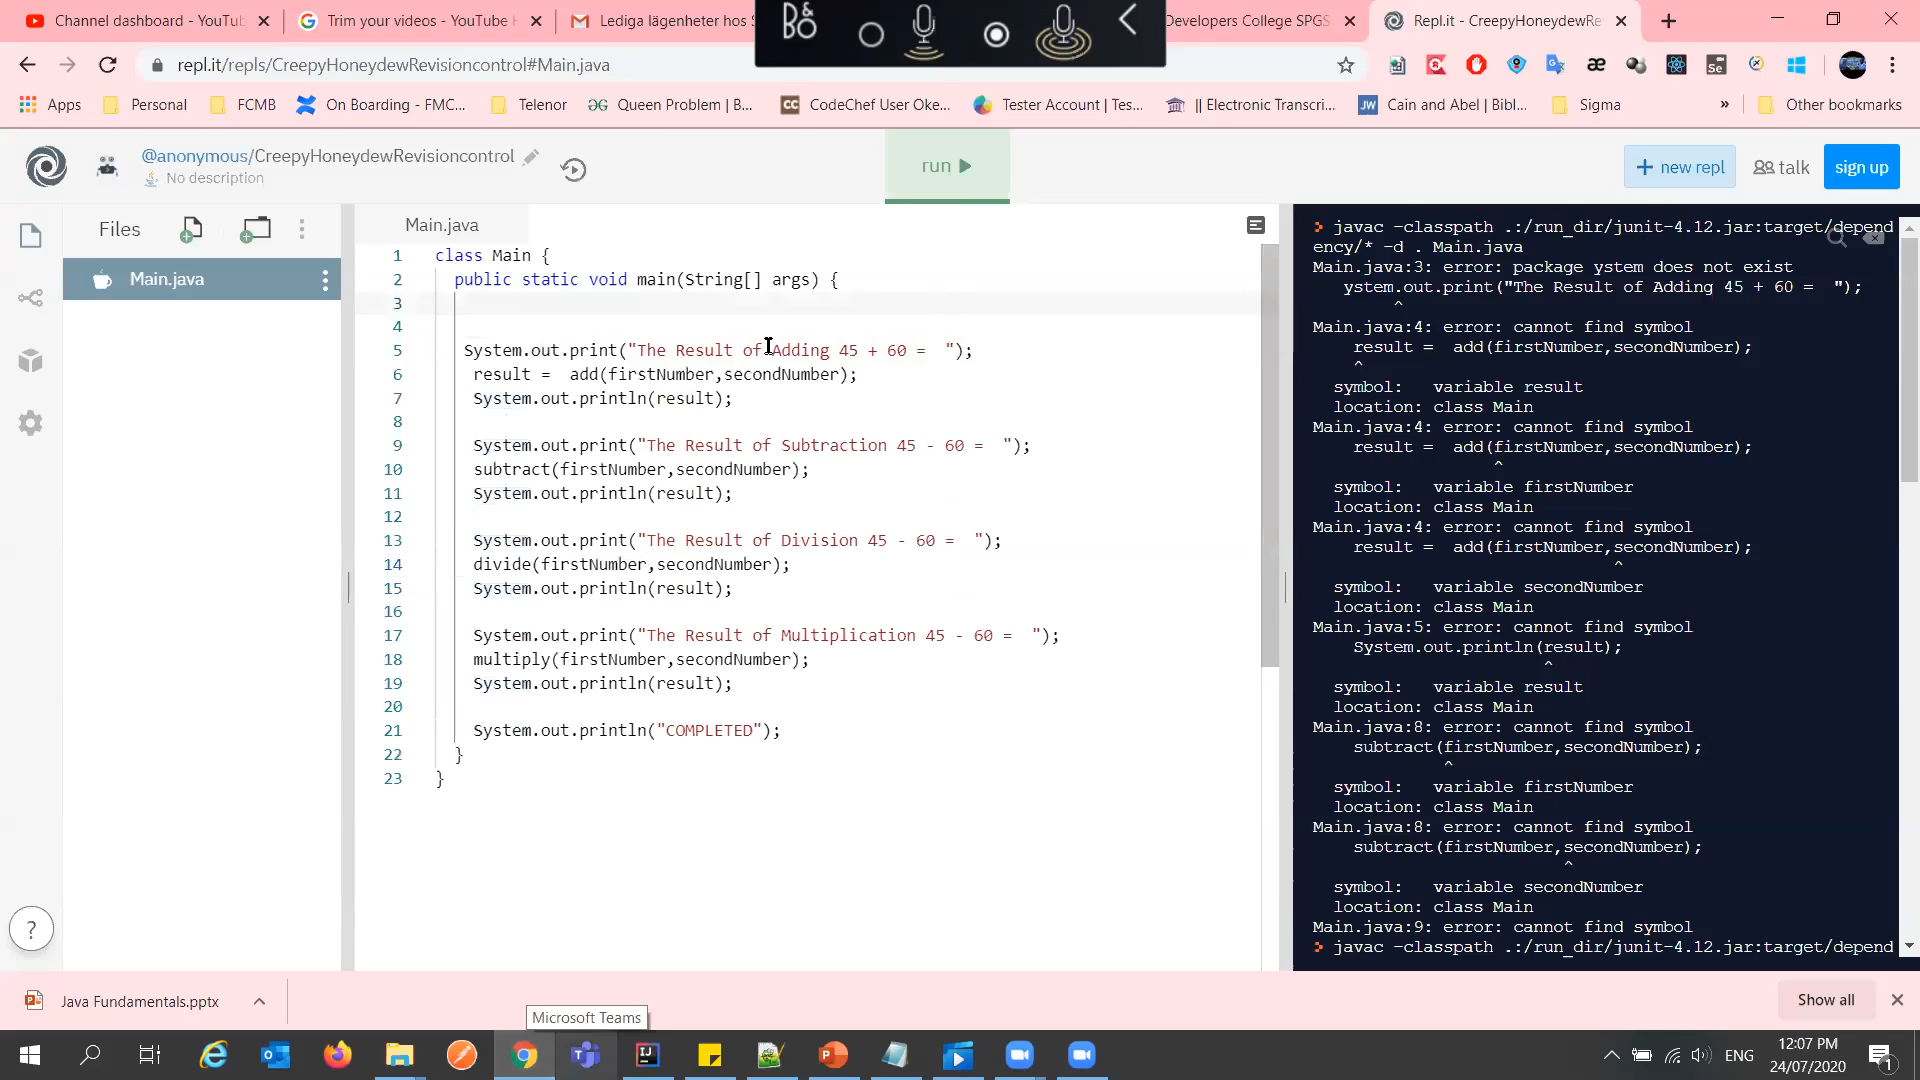 Channel dashboard - YouTu
Trim your videos - YouTube
Lediga lägenheter hos
B&O
Developers College SPGS
Repl.it - CreepyHoneydewRe
repl.it/repls/CreepyHoneydewRevisioncontrol#Main.java
Apps
Personal
FCMB
On Boarding - FMC...
Telenor
Queen Problem | B...
CodeChef User Oke...
Tester Account | Tes...
|| Electronic Transcri...
Cain and Abel | Bibl...
Sigma
»
Other bookmarks
@anonymous/CreepyHoneydewRevisioncontrol
No description
run
+ new repl
talk
sign up
Files
Main.java
Main.java
1 class Main {
2 public static void main(String[] args) {
3
4
5 System.out.print("The Result of Adding 45 + 60 =  ");
6 result =  add(firstNumber,secondNumber);
7 System.out.println(result);
8
9 System.out.print("The Result of Subtraction 45 - 60 =  ");
10 subtract(firstNumber,secondNumber);
11 System.out.println(result);
12
13 System.out.print("The Result of Division 45 - 60 =  ");
14 divide(firstNumber,secondNumber);
15 System.out.println(result);
16
17 System.out.print("The Result of Multiplication 45 - 60 =  ");
18 multiply(firstNumber,secondNumber);
19 System.out.println(result);
20
21 System.out.println("COMPLETED");
22 }
23 }
> javac -classpath .:/run_dir/junit-4.12.jar:target/depend
ency/* -d . Main.java
Main.java:3: error: package ystem does not exist
ystem.out.print("The Result of Adding 45 + 60 =  ");
^
Main.java:4: error: cannot find symbol
result =  add(firstNumber,secondNumber);
^
symbol:   variable result
location: class Main
Main.java:4: error: cannot find symbol
result =  add(firstNumber,secondNumber);
^
symbol:   variable firstNumber
location: class Main
Main.java:4: error: cannot find symbol
result =  add(firstNumber,secondNumber);
^
symbol:   variable secondNumber
location: class Main
Main.java:5: error: cannot find symbol
System.out.println(result);
^
symbol:   variable result
location: class Main
Main.java:8: error: cannot find symbol
subtract(firstNumber,secondNumber);
^
symbol:   variable firstNumber
location: class Main
Main.java:8: error: cannot find symbol
subtract(firstNumber,secondNumber);
^
symbol:   variable secondNumber
location: class Main
Main.java:9: error: cannot find symbol
> javac -classpath .:/run_dir/junit-4.12.jar:target/depend
?
Java Fundamentals.pptx
Show all
Microsoft Teams
ENG
12:07 PM
24/07/2020
1